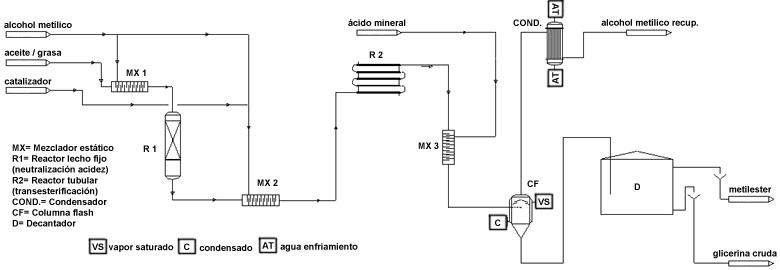 alcohol metílico
aceite / grasa
catalizador
MX 1
R 1
MX 2
ácido mineral
R 2
MX 3
COND.
AT
AT
alcohol metílico recup.
CF
VS
C
D
metilester
glicerina cruda
MX= Mezclador estático
R1= Reactor lecho fijo
(neutralización acidez)
R2= Reactor tubular
(transesterificación)
COND.= Condensador
CF= Columna flash
D= Decantador
VS vapor saturado C condensado AT agua enfriamiento